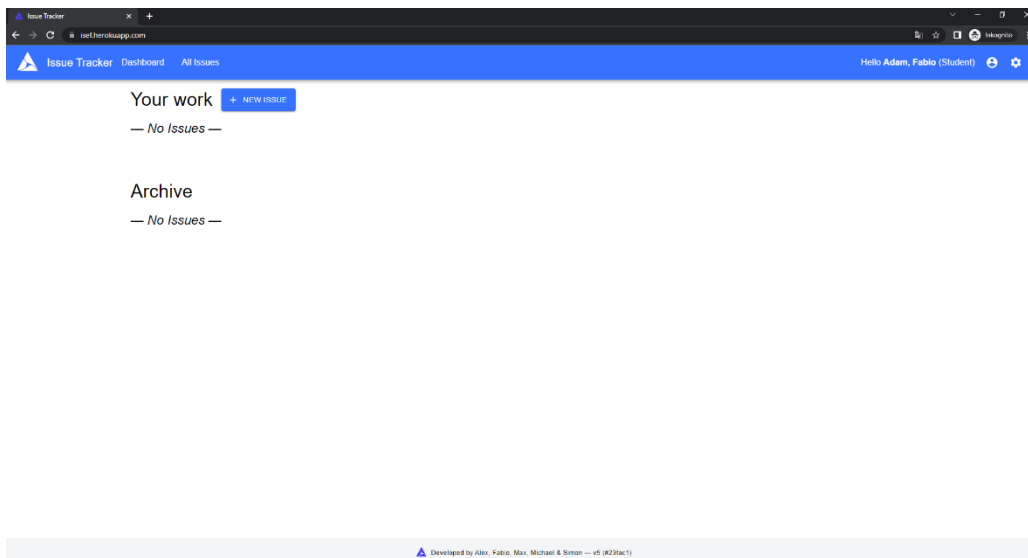 Issue Tracker
isef.herokuapp.com
Inkognito
Issue Tracker Dashboard All Issues Hello Adam, Fabio (Student)
Your work + NEW ISSUE
— No Issues —
Archive
— No Issues —
Developed by Alex, Fabio, Max, Michael & Simon — v5 (#23fac1)